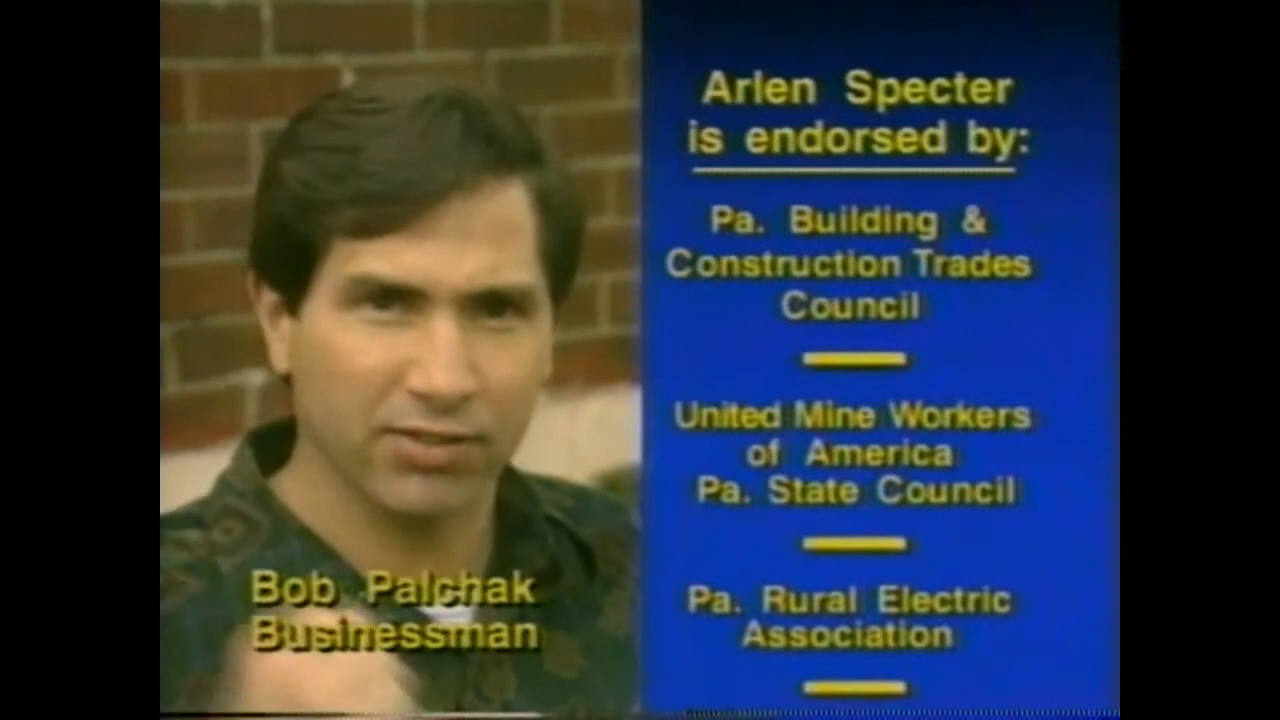 Arlen Specter
is endorsed by:
Pa. Building &
Construction Trades
Council
United Mine Workers
of America
Pa. State Council
Pa. Rural Electric
Association
Bob Palchak
Businessman